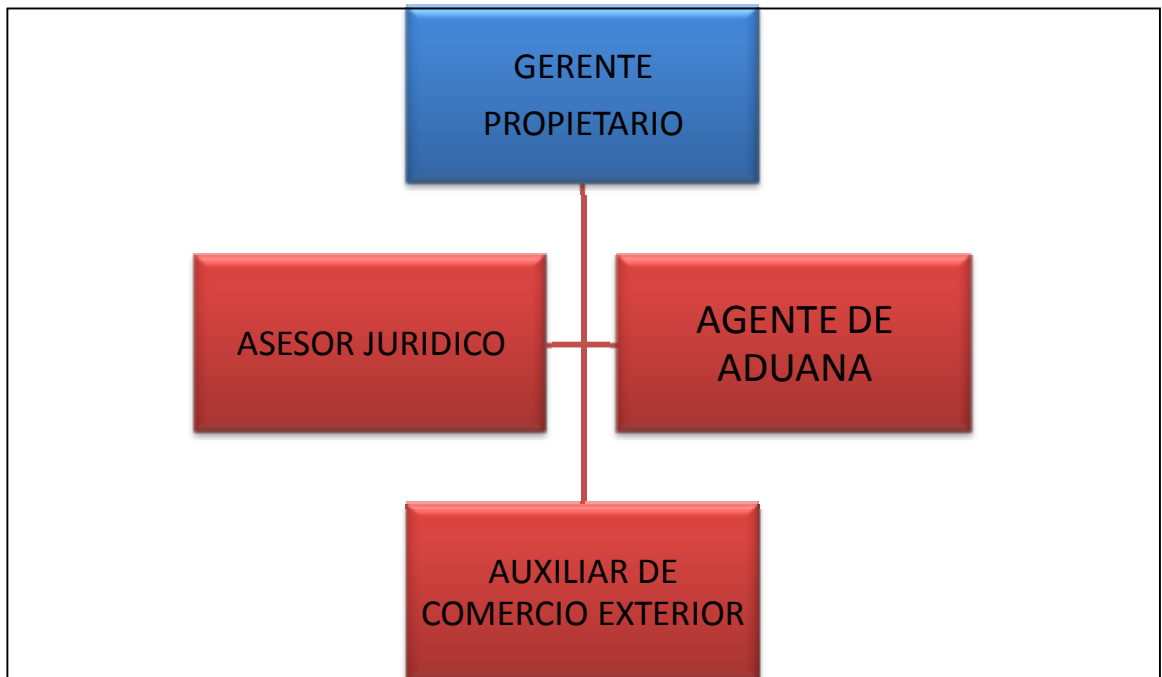 GERENTE
PROPIETARIO
ASESOR JURIDICO
AGENTE DE
ADUANA
AUXILIAR DE
COMERCIO EXTERIOR